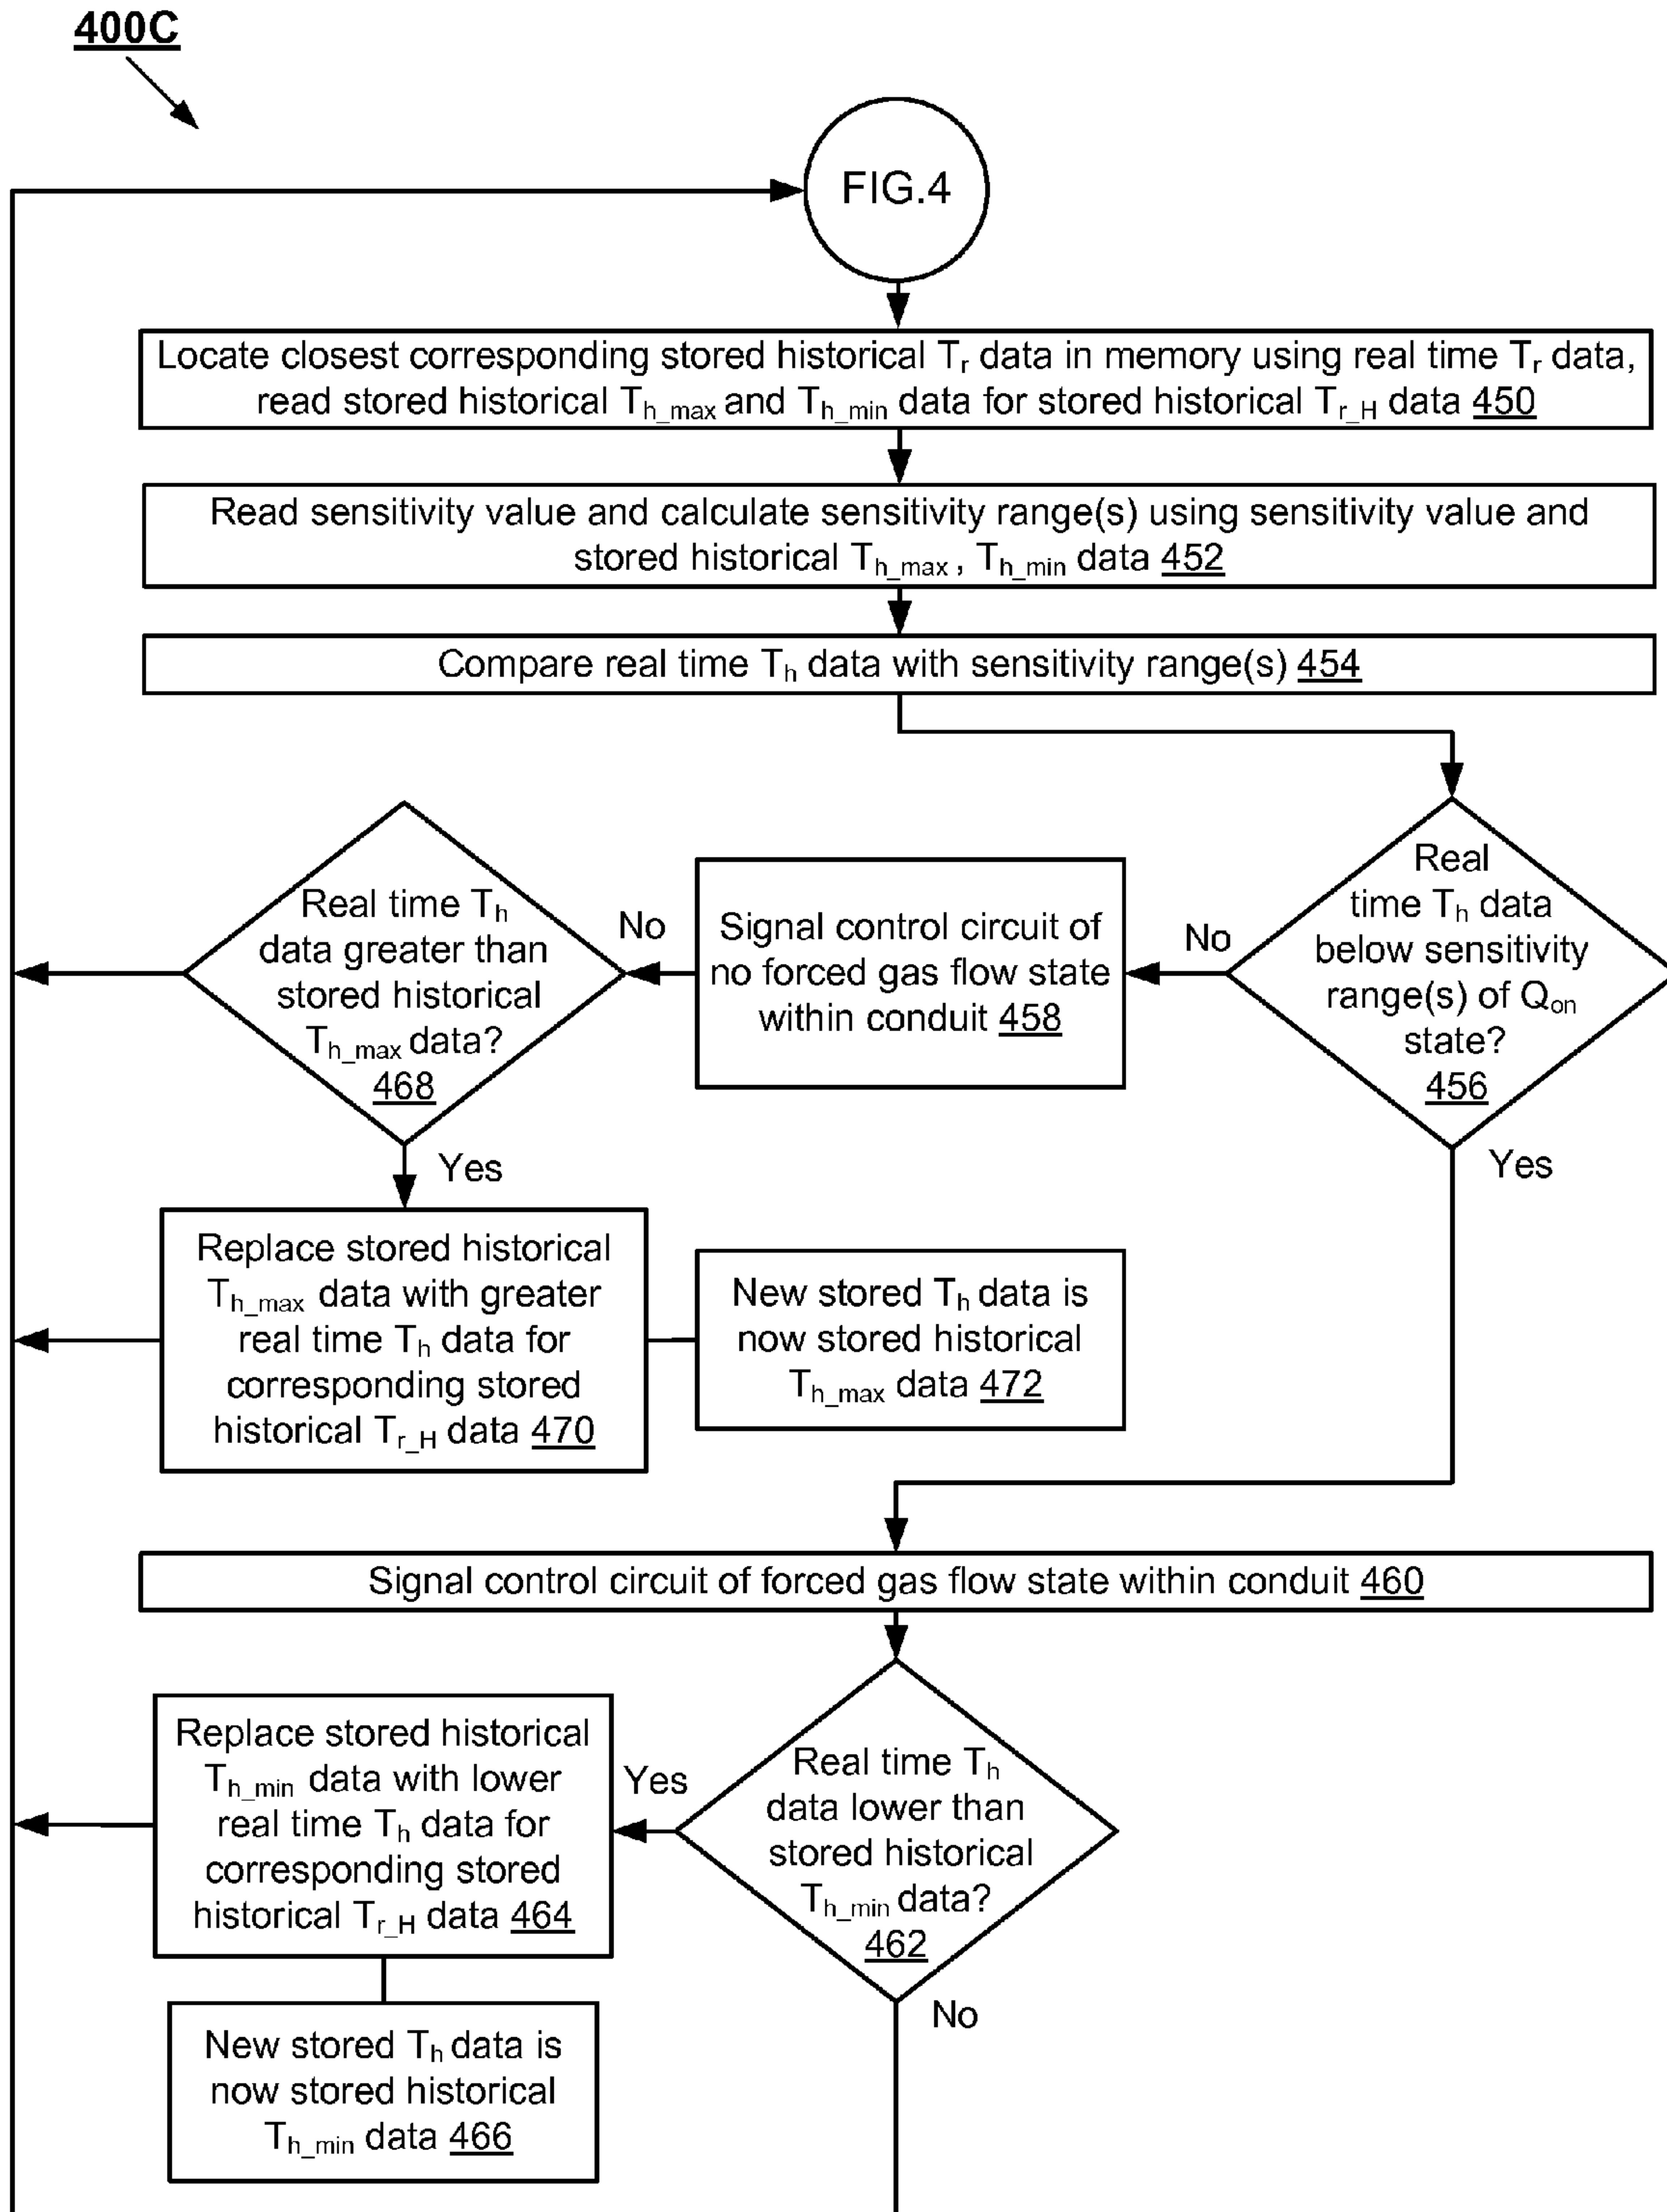 400C
FIG.4
Locate closest corresponding stored historical Tr data in memory using real time Tr data,
read stored historical Th_max and Th_min data for stored historical Tr_H data 450
Read sensitivity value and calculate sensitivity range(s) using sensitivity value and
stored historical Th_max , Th_min data 452
Compare real time Th data with sensitivity range(s) 454
Real
time Th data
below sensitivity
range(s) of Qon
state?
456
No
Yes
Signal control circuit of
no forced gas flow state
within conduit 458
No
Real time Th
data greater than
stored historical
Th_max data?
468
Yes
Replace stored historical
Th_max data with greater
real time Th data for
corresponding stored
historical Tr_H data 470
New stored Th data is
now stored historical
Th_max data 472
Signal control circuit of forced gas flow state within conduit 460
Real time Th
data lower than
stored historical
Th_min data?
462
Yes
No
Replace stored historical
Th_min data with lower
real time Th data for
corresponding stored
historical Tr_H data 464
New stored Th data is
now stored historical
Th_min data 466